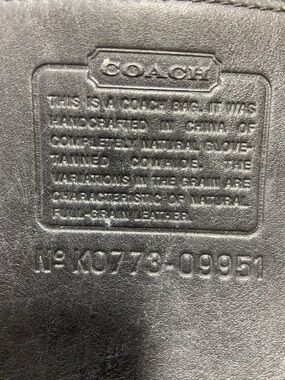 COACH
THIS IS A COACH BAG. IT WAS
HANDCRAFTED IN CHINA OF
COMPLETELY NATURAL GLOVE-
TANNED COWHIDE. THE
VARIATIONS IN THE GRAIN ARE
CHARACTERISTIC OF NATURAL
FULL-GRAIN LEATHER.
Nº K0773-09951